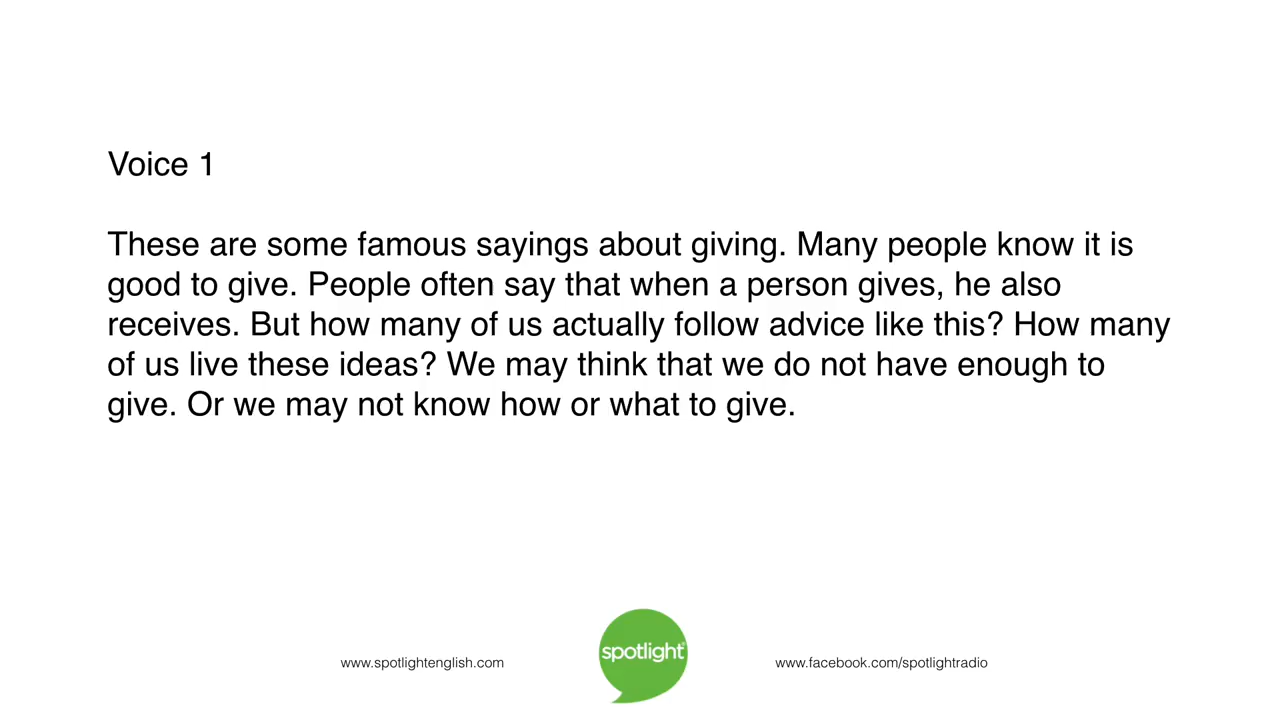 Voice 1
These are some famous sayings about giving. Many people know it is
good to give. People often say that when a person gives, he also
receives. But how many of us actually follow advice like this? How many
of us live these ideas? We may think that we do not have enough to
give. Or we may not know how or what to give.
www.spotlightenglish.com
spotlight
www.facebook.com/spotlightradio